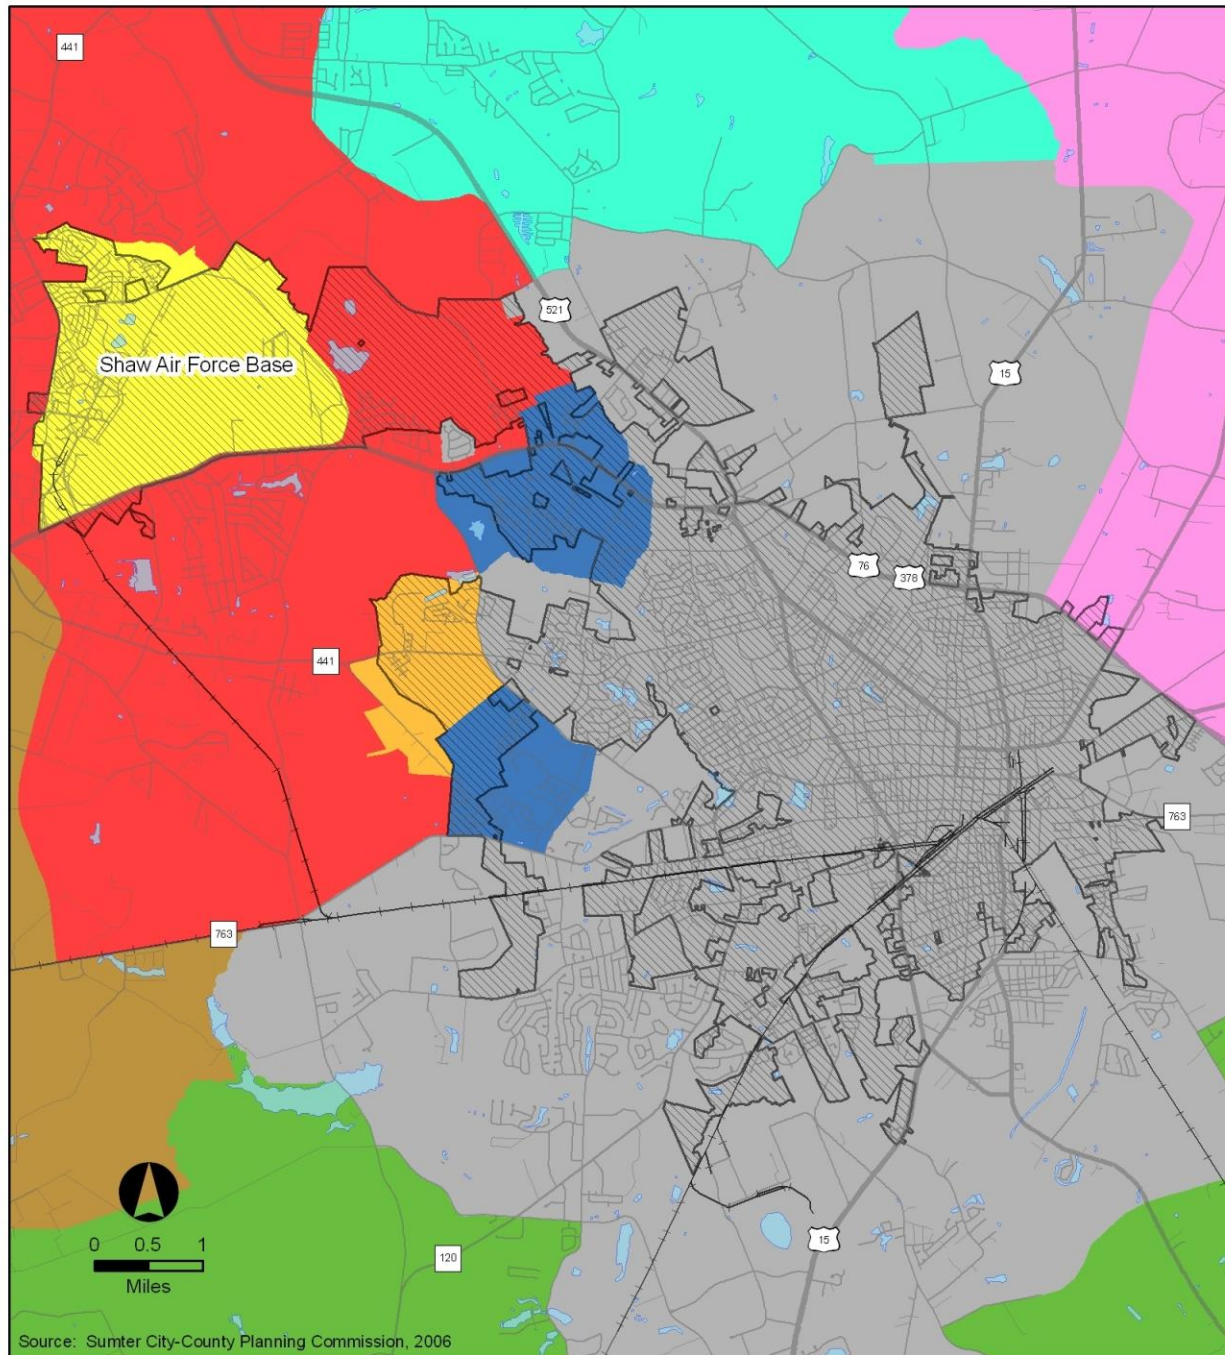 441
521
Shaw Air Force Base
15
76
378
441
763
763
0 0.5 1
Miles
120
15
Source: Sumter City-County Planning Commission, 2006